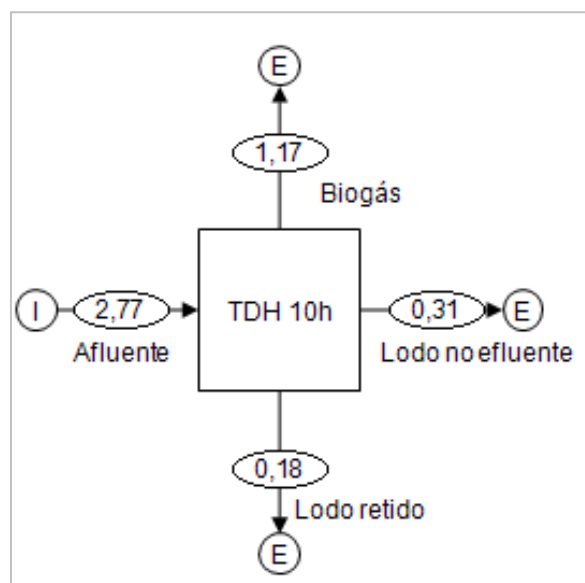 E
1,17
Biogás
I
2,77
TDH 10h
0,31
E
Afluente
Lodo no efluente
0,18
Lodo retido
E